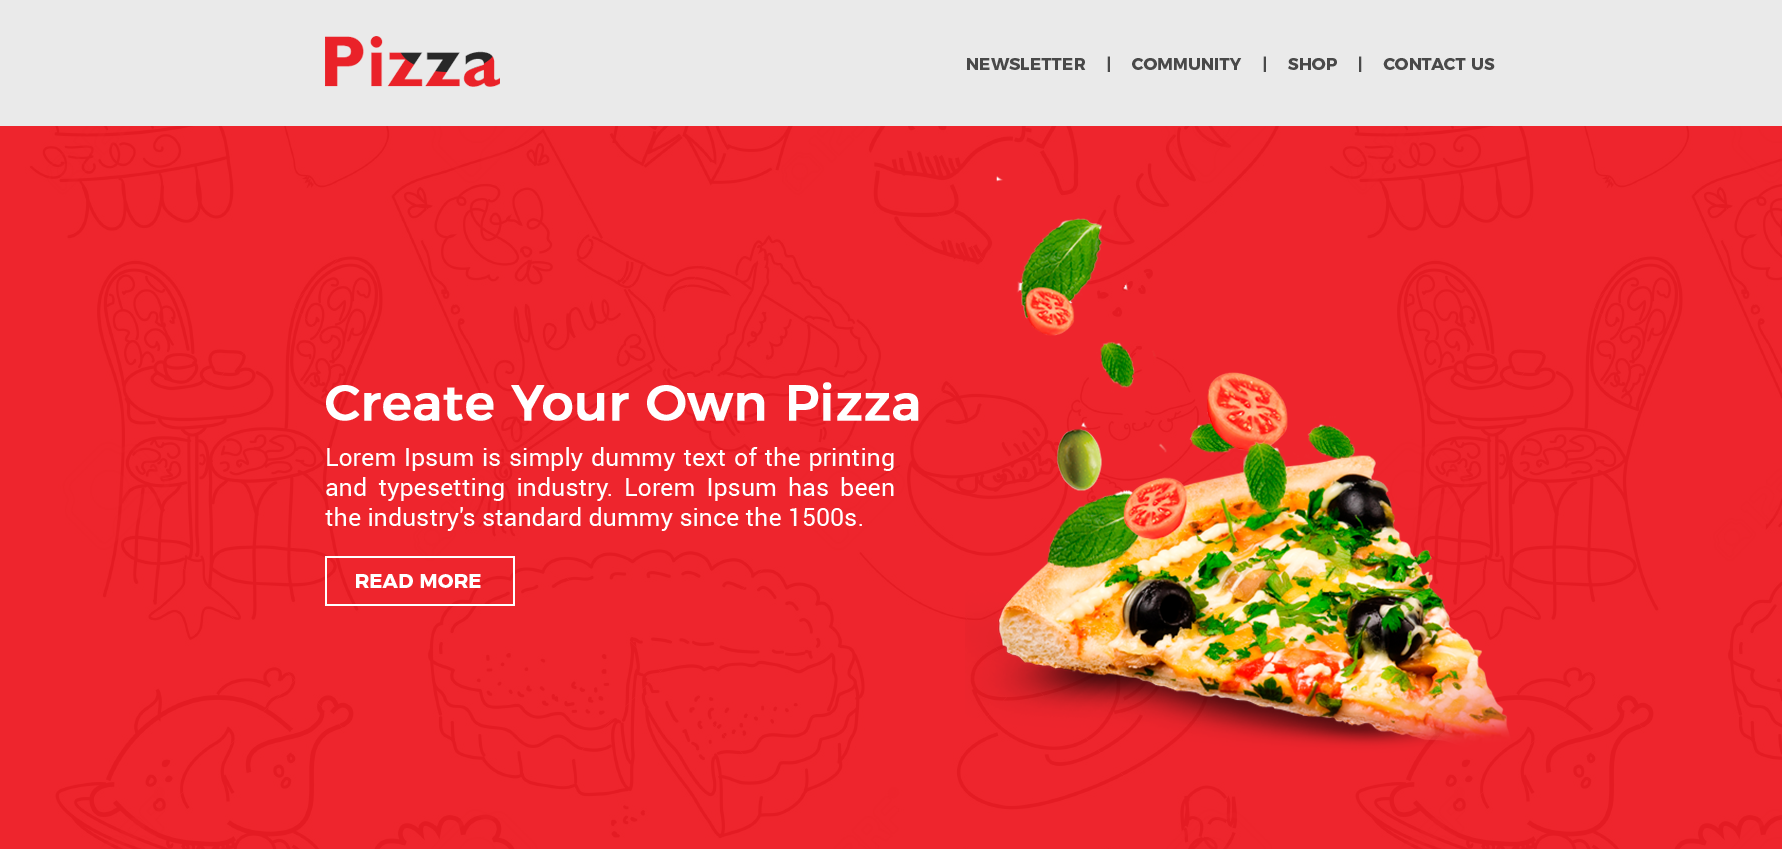 Pizza
NEWSLETTER | COMMUNITY | SHOP | CONTACT US
Menu
Create Your Own Pizza
Lorem Ipsum is simply dummy text of the printing
and typesetting industry. Lorem Ipsum has been
the industry's standard dummy since the 1500s.
READ MORE